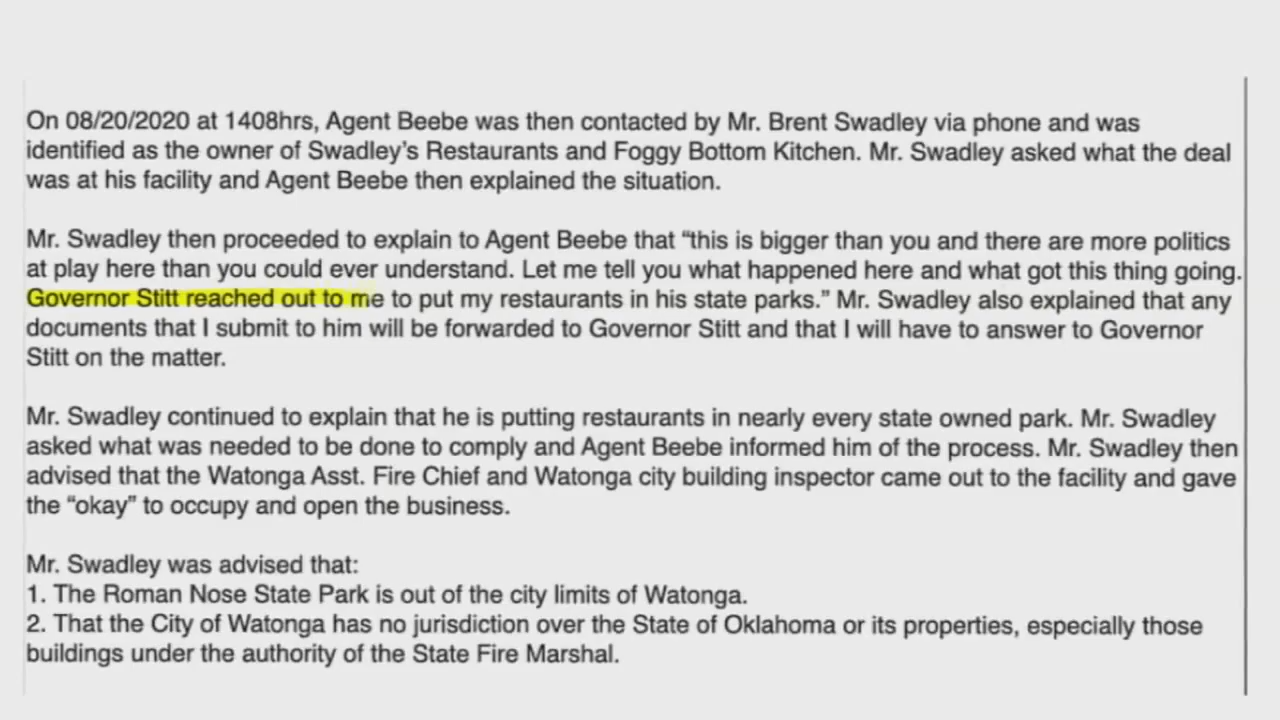 On 08/20/2020 at 1408hrs, Agent Beebe was then contacted by Mr. Brent Swadley via phone and was
identified as the owner of Swadley's Restaurants and Foggy Bottom Kitchen. Mr. Swadley asked what the deal
was at his facility and Agent Beebe then explained the situation.
Mr. Swadley then proceeded to explain to Agent Beebe that “this is bigger than you and there are more politics
at play here than you could ever understand. Let me tell you what happened here and what got this thing going.
Governor Stitt reached out to me to put my restaurants in his state parks.” Mr. Swadley also explained that any
documents that I submit to him will be forwarded to Governor Stitt and that I will have to answer to Governor
Stitt on the matter.
Mr. Swadley continued to explain that he is putting restaurants in nearly every state owned park. Mr. Swadley
asked what was needed to be done to comply and Agent Beebe informed him of the process. Mr. Swadley then
advised that the Watonga Asst. Fire Chief and Watonga city building inspector came out to the facility and gave
the “okay” to occupy and open the business.
Mr. Swadley was advised that:
1. The Roman Nose State Park is out of the city limits of Watonga.
2. That the City of Watonga has no jurisdiction over the State of Oklahoma or its properties, especially those
buildings under the authority of the State Fire Marshal.